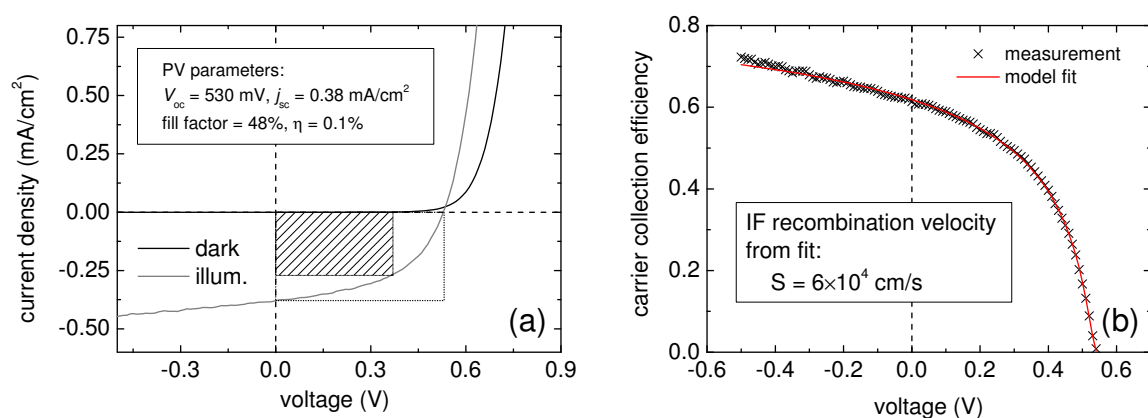 PV parameters:
V_oc = 530 mV, j_sc = 0.38 mA/cm²
fill factor = 48%, η = 0.1%
0.75
0.50
0.25
0.00
-0.25
-0.50
current density (mA/cm²)
dark
illum.
(a)
-0.3 0.0 0.3 0.6 0.9
voltage (V)
0.8
0.6
0.4
0.2
0.0
carrier collection efficiency
measurement
model fit
IF recombination velocity
from fit:
S = 6×10⁴ cm/s
(b)
-0.6 -0.4 -0.2 0.0 0.2 0.4 0.6
voltage (V)